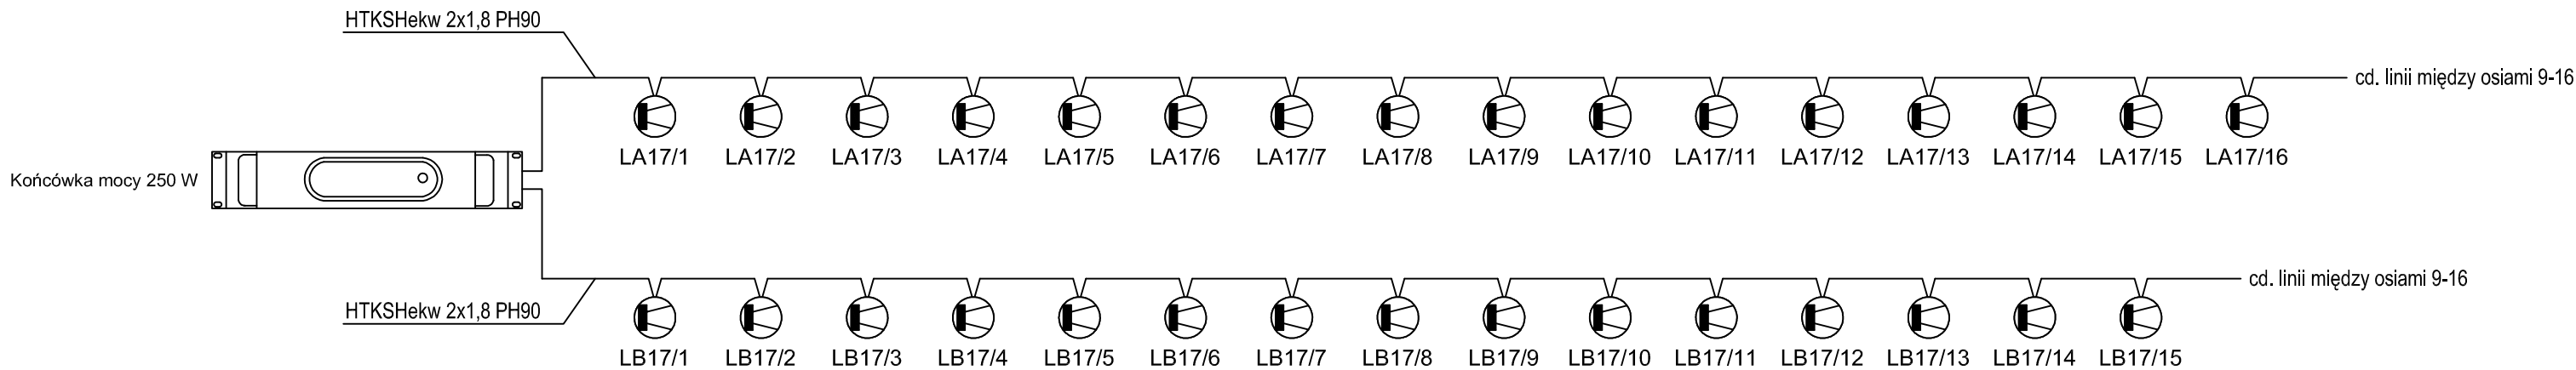 HTKSHekw 2x1,8 PH90
cd. linii między osiami 9-16
LA17/1 LA17/2 LA17/3 LA17/4 LA17/5 LA17/6 LA17/7 LA17/8 LA17/9 LA17/10 LA17/11 LA17/12 LA17/13 LA17/14 LA17/15 LA17/16
Końcówka mocy 250 W
cd. linii między osiami 9-16
HTKSHekw 2x1,8 PH90
LB17/1 LB17/2 LB17/3 LB17/4 LB17/5 LB17/6 LB17/7 LB17/8 LB17/9 LB17/10 LB17/11 LB17/12 LB17/13 LB17/14 LB17/15